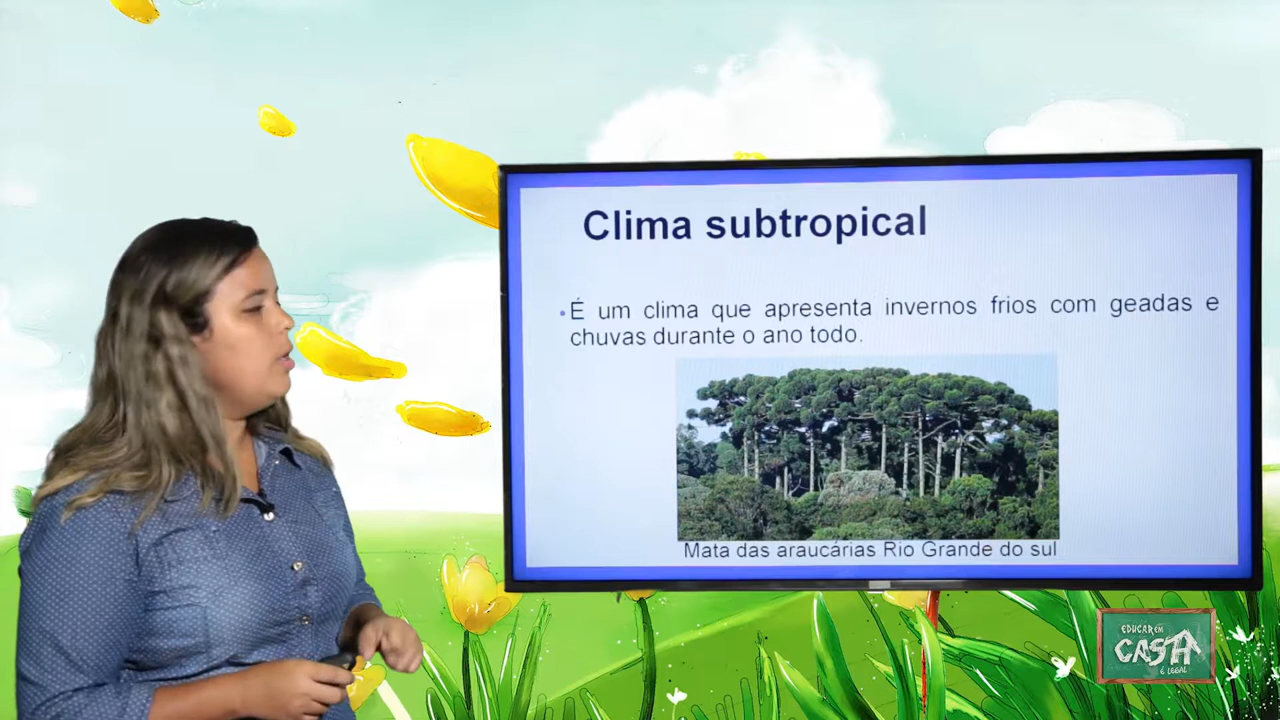 Clima subtropical
• É um clima que apresenta invernos frios com geadas e
chuvas durante o ano todo.
Mata das araucárias Rio Grande do sul
EDUCAR EM
CASA
É LEGAL